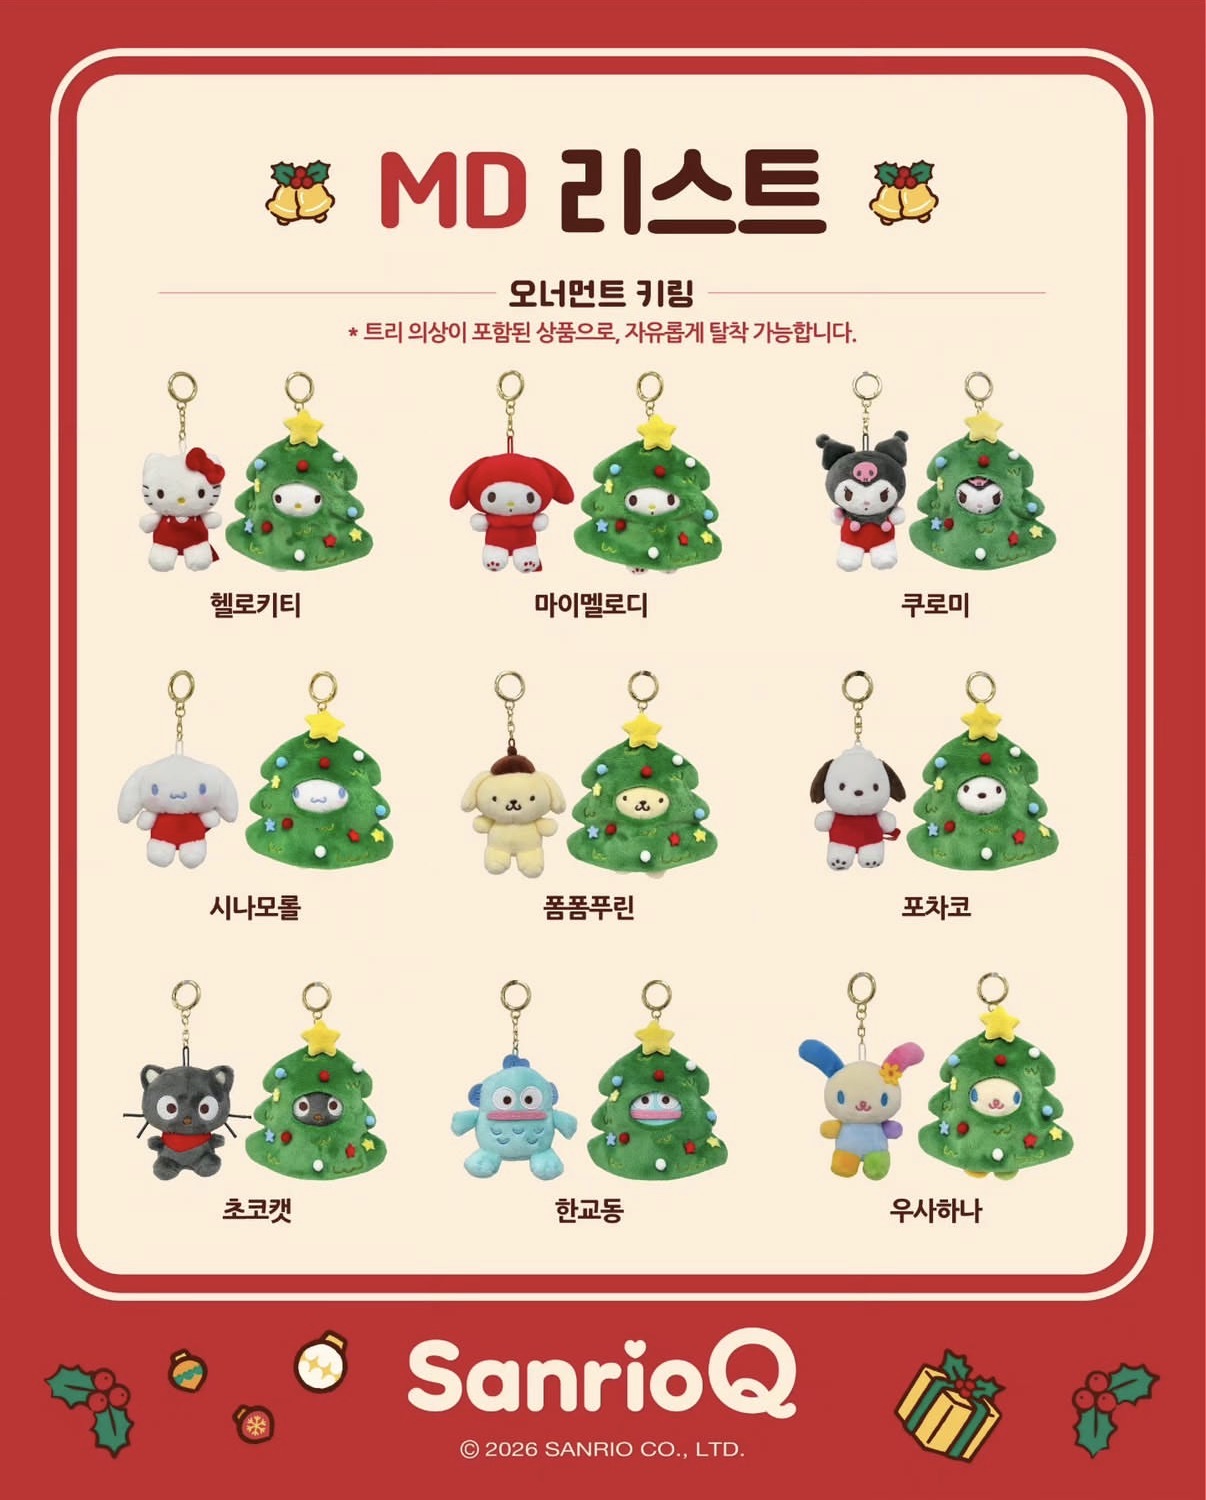 MD 리스트
오너먼트 키링
* 트리 의상이 포함된 상품으로, 자유롭게 탈착 가능합니다.
헬로키티
마이멜로디
쿠로미
시나모롤
폼폼푸린
포차코
초코캣
한교동
우사하나
SanrioQ
© 2026 SANRIO CO., LTD.